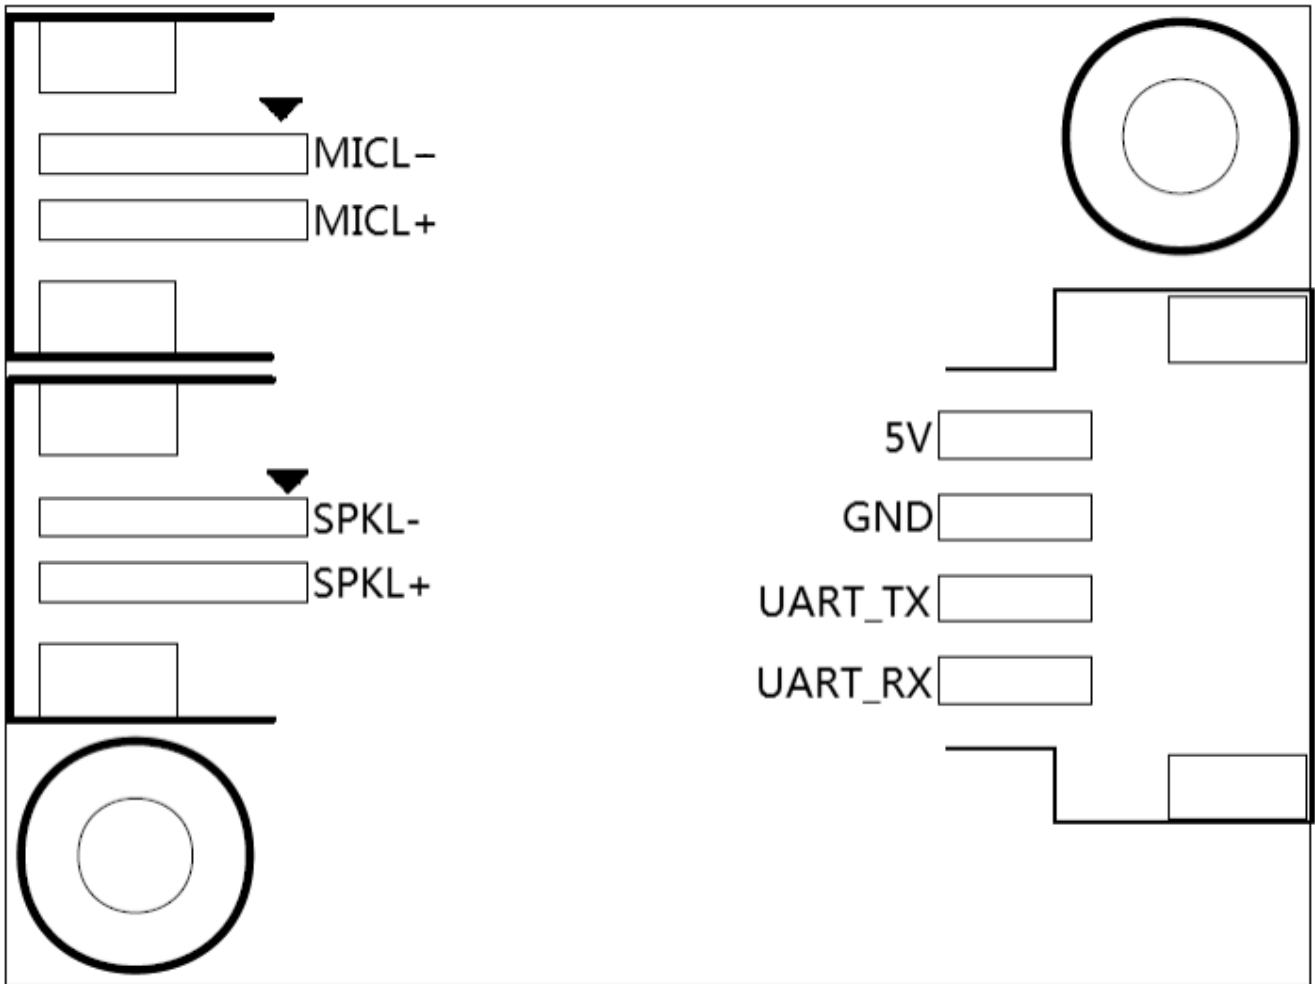 MICL–
MICL+
SPKL-
SPKL+
5V
GND
UART_TX
UART_RX